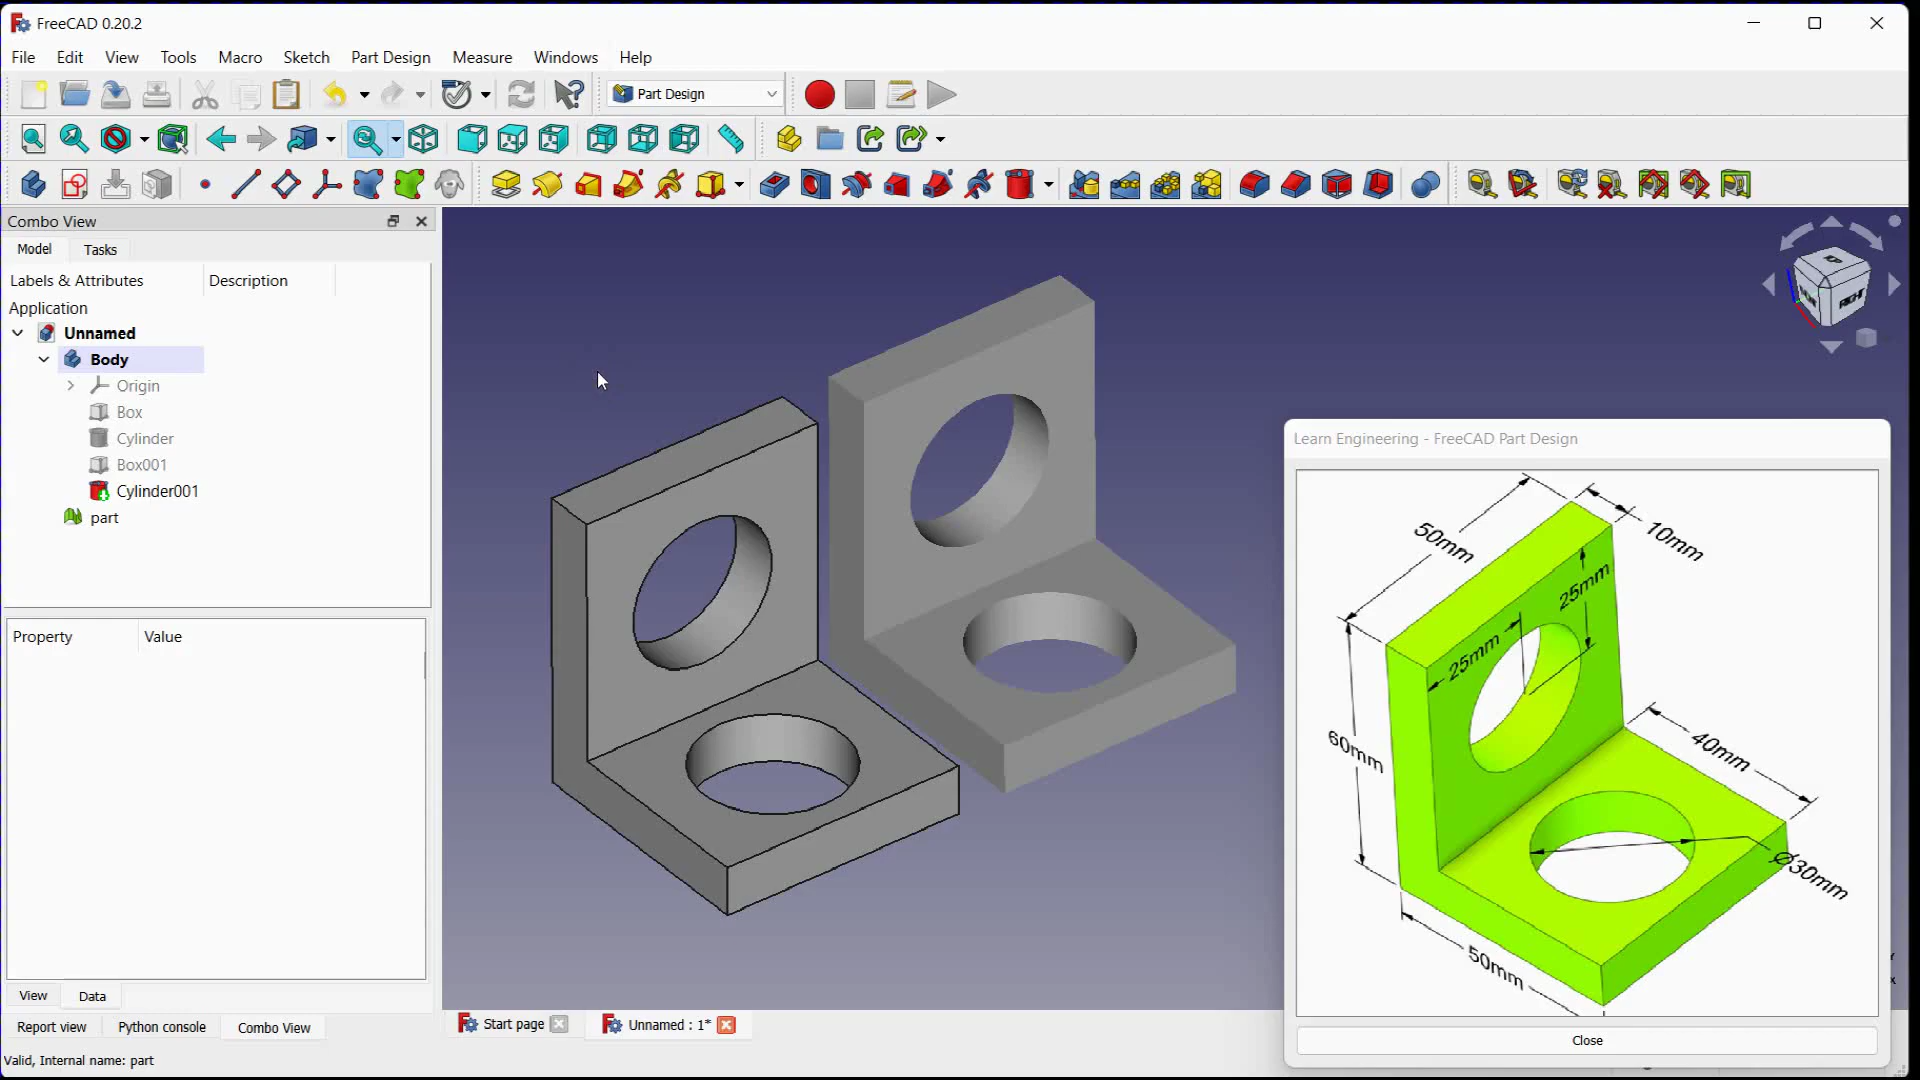 FreeCAD 0.20.2
File Edit View Tools Macro Sketch Part Design Measure Windows Help
Part Design
Combo View
Model Tasks
Labels & Attributes Description
Application
Unnamed
Body
Origin
Box
Cylinder
Box001
Cylinder001
part
Property Value
View Data
Report view Python console Combo View
Valid, Internal name: part
Start page Unnamed : 1*
RIGHT
Learn Engineering - FreeCAD Part Design
50mm
10mm
25mm
25mm
60mm
40mm
Ø30mm
50mm
Close